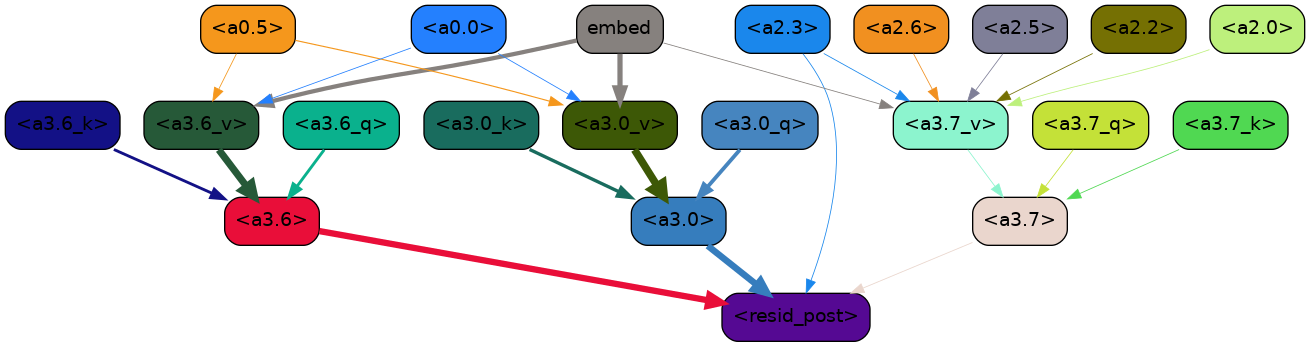 <a0.5> <a0.0> embed <a2.3> <a2.6> <a2.5> <a2.2> <a2.0>
<a3.6_k> <a3.6_v> <a3.6_q> <a3.0_k> <a3.0_v> <a3.0_q> <a3.7_v> <a3.7_q> <a3.7_k>
<a3.6> <a3.0> <a3.7>
<resid_post>